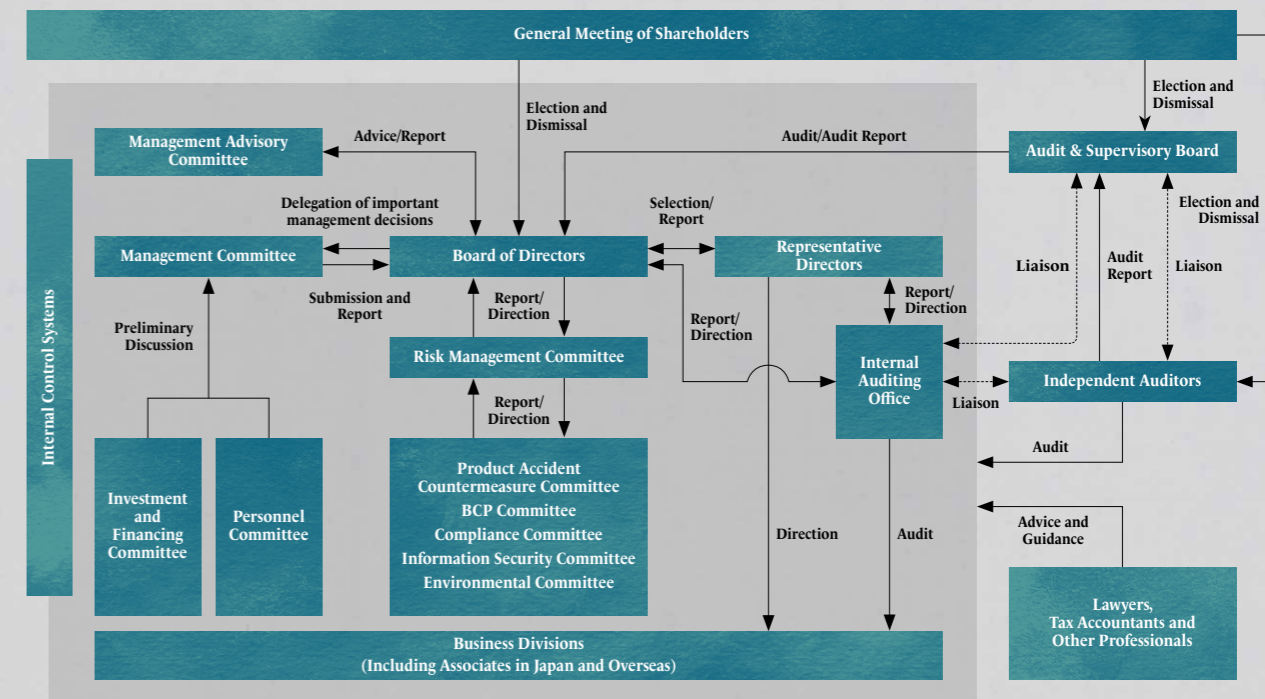 General Meeting of Shareholders
Election and
Dismissal
Election and
Dismissal
Management Advisory
Committee
Advice/Report
Audit/Audit Report
Audit & Supervisory Board
Delegation of important
management decisions
Selection/
Report
Election and
Dismissal
Management Committee
Board of Directors
Representative
Directors
Liaison
Audit
Report
Liaison
Internal Control Systems
Submission and
Report
Report/
Direction
Report/
Direction
Report/
Direction
Preliminary
Discussion
Risk Management Committee
Internal
Auditing
Office
Independent Auditors
Liaison
Report/
Direction
Audit
Investment
and
Financing
Committee
Personnel
Committee
Product Accident
Countermeasure Committee
BCP Committee
Compliance Committee
Information Security Committee
Environmental Committee
Direction
Audit
Advice and
Guidance
Lawyers,
Tax Accountants and
Other Professionals
Business Divisions
(Including Associates in Japan and Overseas)